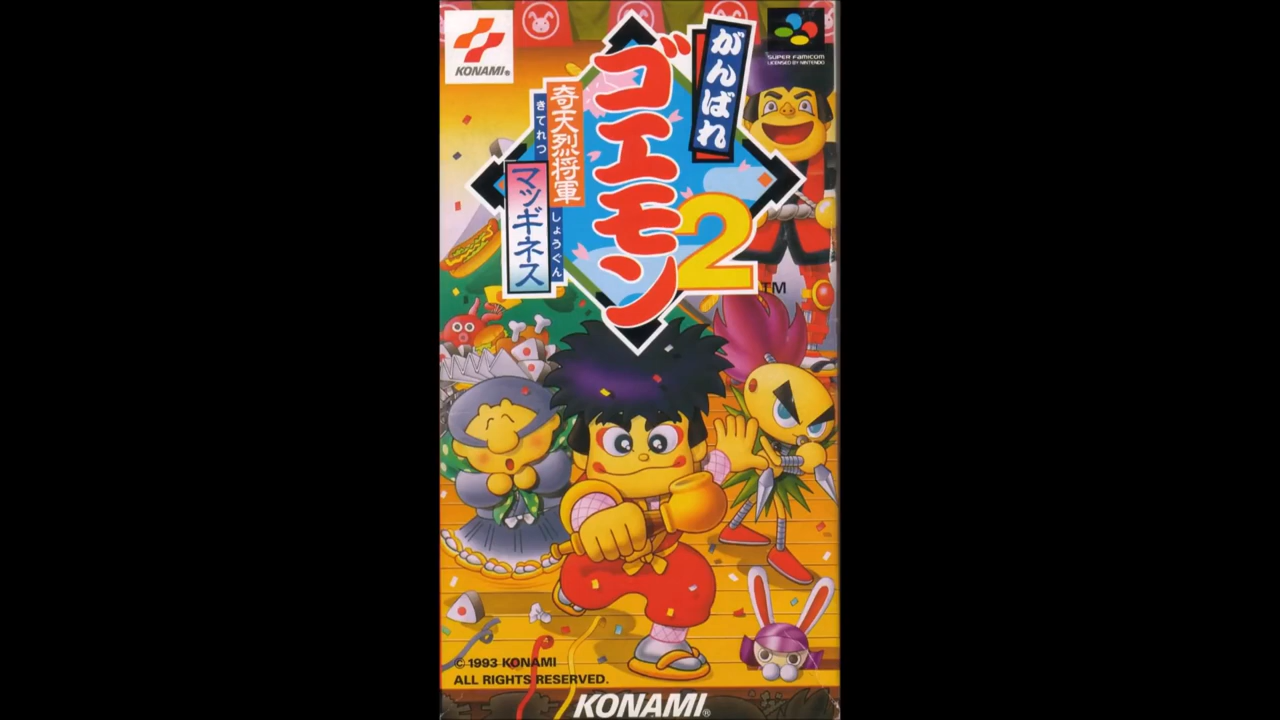 KONAMI®
がんばれ
ゴエモン
2
奇天烈将軍
きてれつ
しょうぐん
マッギネス
SUPER FAMICOM
LICENSED BY NINTENDO
TM
© 1993 KONAMI
ALL RIGHTS RESERVED.
KONAMI®